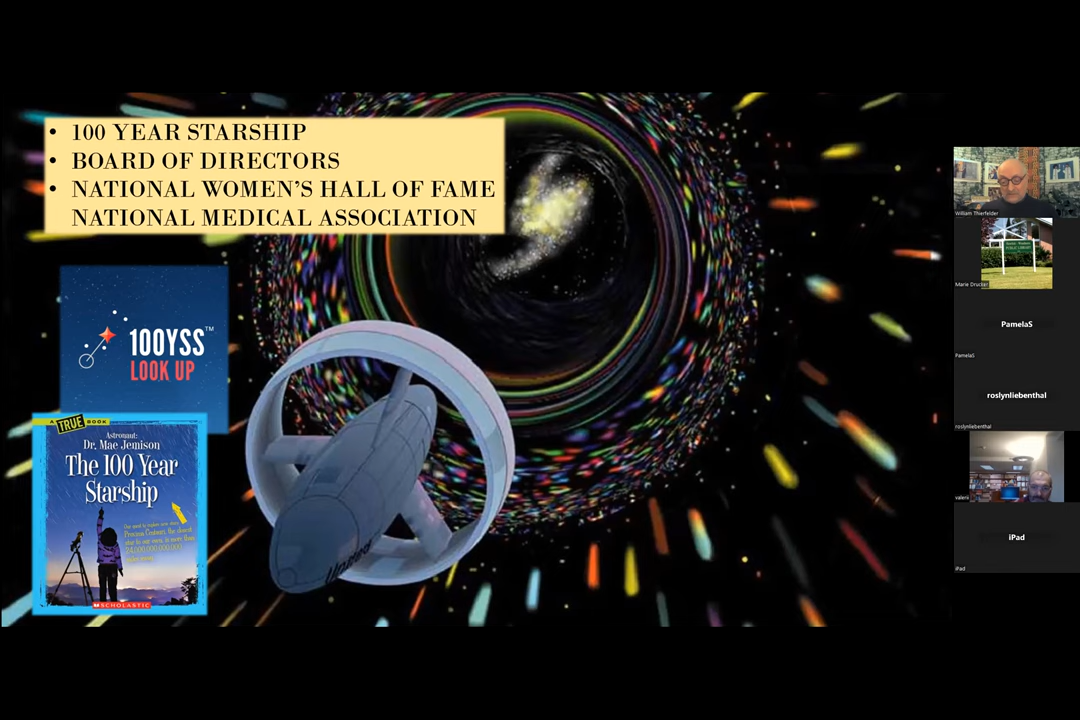 • 100 YEAR STARSHIP
• BOARD OF DIRECTORS
• NATIONAL WOMEN'S HALL OF FAME
NATIONAL MEDICAL ASSOCIATION
100YSS™
LOOK UP
A TRUE BOOK
Astronaut:
Dr. Mae Jemison
The 100 Year
Starship
SCHOLASTIC
William Thierfelder
PUBLIC LIBRARY
Marie Drucker
PamelaS
PamelaS
roslynliebenthal
roslynliebenthal
iPad
iPad